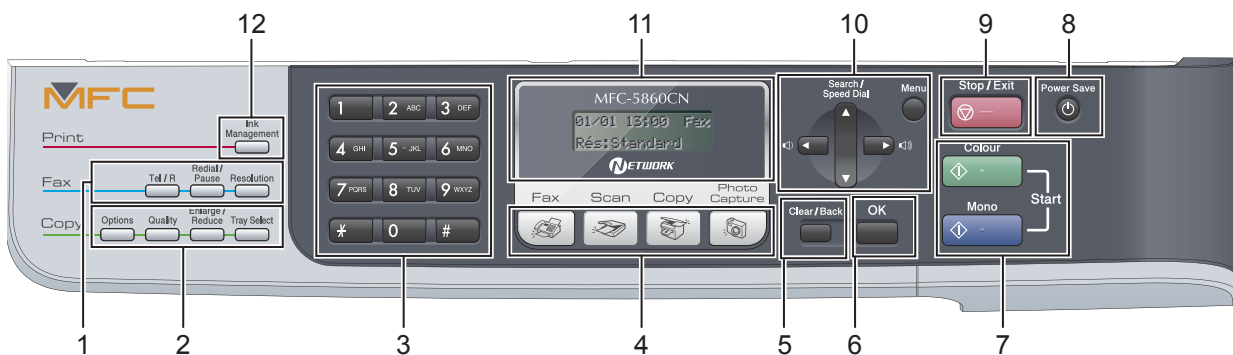 12
11
10
9
8
MFC
Print
Ink
Management
Fax
Tel / R
Redial /
Pause
Resolution
Copy
Options
Quality
Enlarge /
Reduce
Tray Select
1
2 ABC
3 DEF
4 GHI
5 JKL
6 MNO
7 PQRS
8 TUV
9 WXYZ
*
0
#
MFC-5860CN
01/01 13:00 Fax
Rés:Standard
NETWORK
Fax
Scan
Copy
Photo
Capture
Search /
Speed Dial
Menu
Clear / Back
OK
Stop / Exit
Power Save
Colour
Mono
Start
1
2
3
4
5
6
7